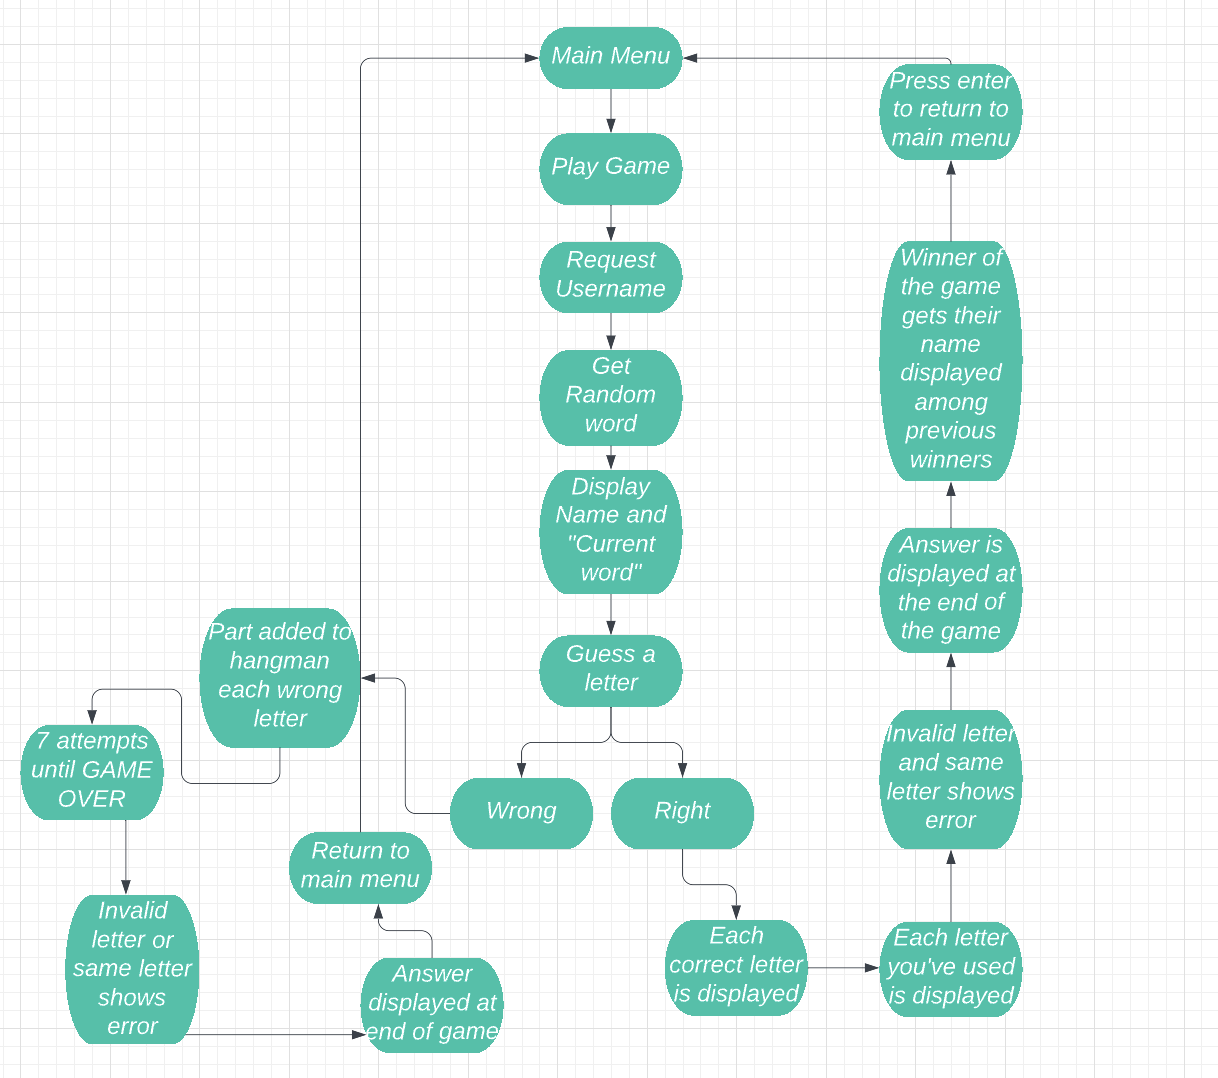 Main Menu
Play Game
Request
Username
Get
Random
word
Display
Name and
"Current
word"
Guess a
letter
Wrong
Right
Part added to
hangman
each wrong
letter
7 attempts
until GAME
OVER
Invalid
letter or
same letter
shows
error
Answer
displayed at
end of game
Return to
main menu
Each
correct letter
is displayed
Each letter
you've used
is displayed
Invalid letter
and same
letter shows
error
Answer is
displayed at
the end of
the game
Winner of
the game
gets their
name
displayed
among
previous
winners
Press enter
to return to
main menu